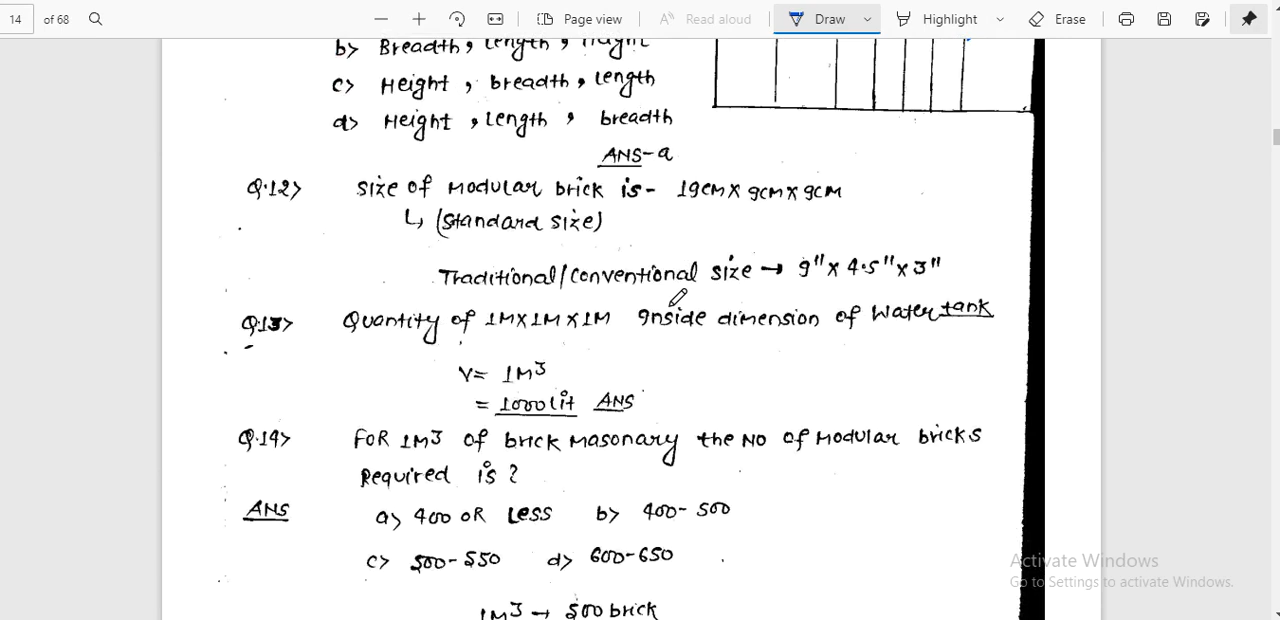 14 of 68 Page view Read aloud Draw Highlight Erase
b> Breadth, length, Height
c> Height, breadth, length
d> Height, length, breadth
ANS-a
Q.12> Size of Modular brick is - 19cm x 9cm x 9cm
↳ (Standard size)
Traditional/Conventional size → 9" x 4.5" x 3"
Q.13> Quantity of 1M x 1M x 1M Inside dimension of Water tank
V = 1M³
= 1000 lit ANS
Q.14> FOR 1M3 of brick Masonary the No of Modular bricks
Required is?
ANS a> 400 OR Less b> 400-500
c> 500-550 d> 600-650
Activate Windows
Go to Settings to activate Windows.
1M3 → 500 brick